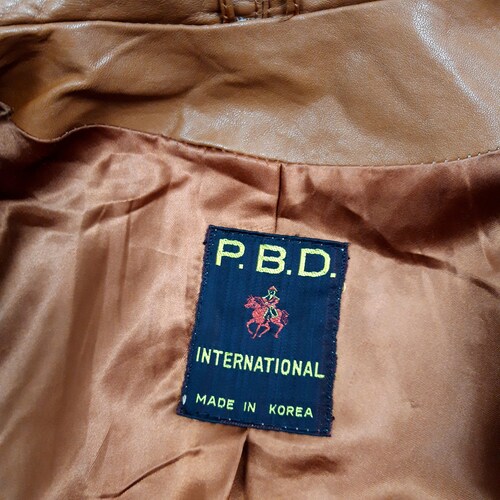 P.B.D.
INTERNATIONAL
MADE IN KOREA